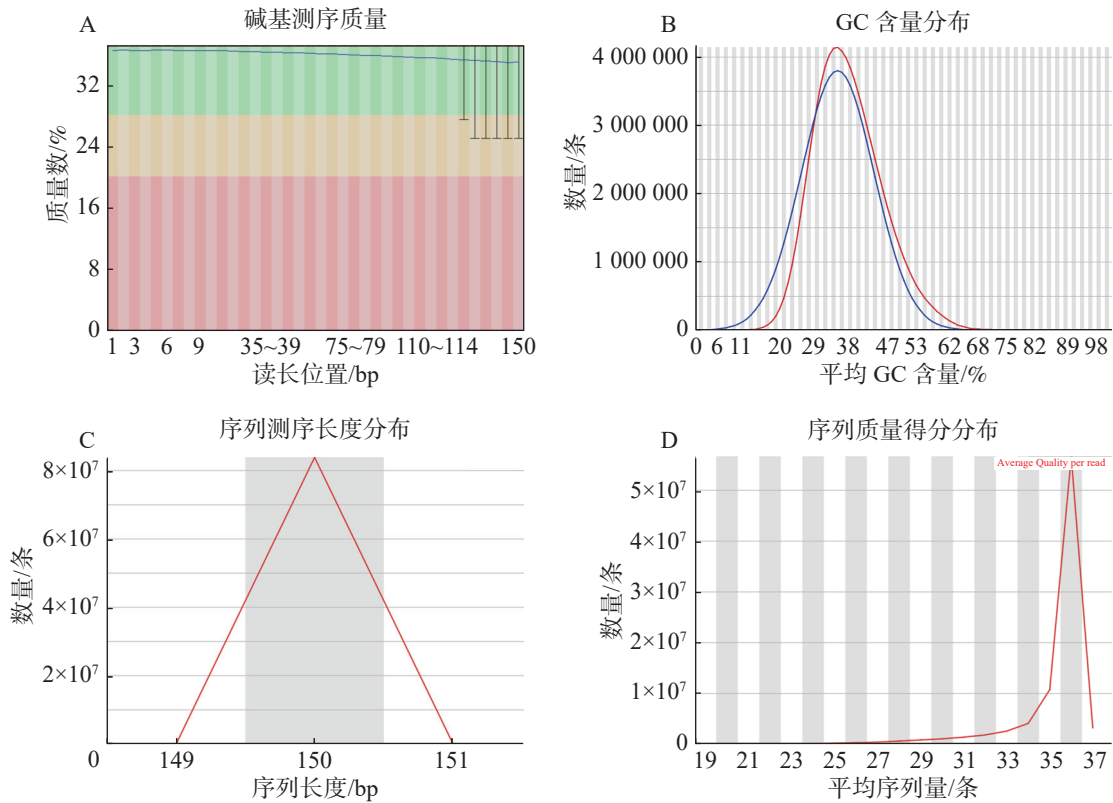 A
碱基测序质量
质量数/%
32
24
16
8
0
1 3 6 9 35~39 75~79 110~114 150
读长位置/bp
B
GC 含量分布
数量/条
4 000 000
3 000 000
2 000 000
1 000 000
0
0 6 11 20 29 38 47 53 62 68 75 82 89 98
平均 GC 含量/%
C
序列测序长度分布
数量/条
8×10⁷
6×10⁷
4×10⁷
2×10⁷
0
149 150 151
序列长度/bp
D
序列质量得分分布
Average Quality per read
数量/条
5×10⁷
4×10⁷
3×10⁷
2×10⁷
1×10⁷
0
19 21 23 25 27 29 31 33 35 37
平均序列量/条